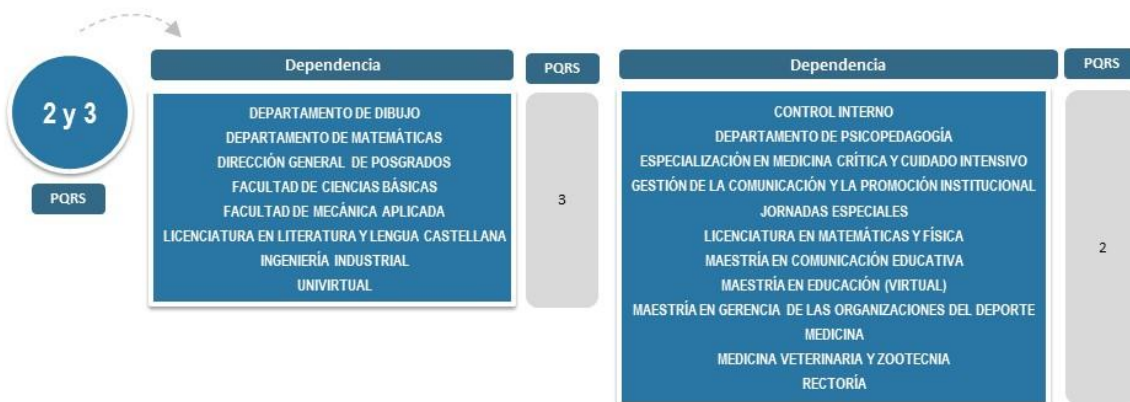 2 y 3
PQRS
Dependencia
PQRS
DEPARTAMENTO DE DIBUJO
DEPARTAMENTO DE MATEMÁTICAS
DIRECCIÓN GENERAL DE POSGRADOS
FACULTAD DE CIENCIAS BÁSICAS
FACULTAD DE MECÁNICA APLICADA
LICENCIATURA EN LITERATURA Y LENGUA CASTELLANA
INGENIERÍA INDUSTRIAL
UNIVIRTUAL
3
Dependencia
PQRS
CONTROL INTERNO
DEPARTAMENTO DE PSICOPEDAGOGÍA
ESPECIALIZACIÓN EN MEDICINA CRÍTICA Y CUIDADO INTENSIVO
GESTIÓN DE LA COMUNICACIÓN Y LA PROMOCIÓN INSTITUCIONAL
JORNADAS ESPECIALES
LICENCIATURA EN MATEMÁTICAS Y FÍSICA
MAESTRÍA EN COMUNICACIÓN EDUCATIVA
MAESTRÍA EN EDUCACIÓN (VIRTUAL)
MAESTRÍA EN GERENCIA DE LAS ORGANIZACIONES DEL DEPORTE
MEDICINA
MEDICINA VETERINARIA Y ZOOTECNIA
RECTORÍA
2